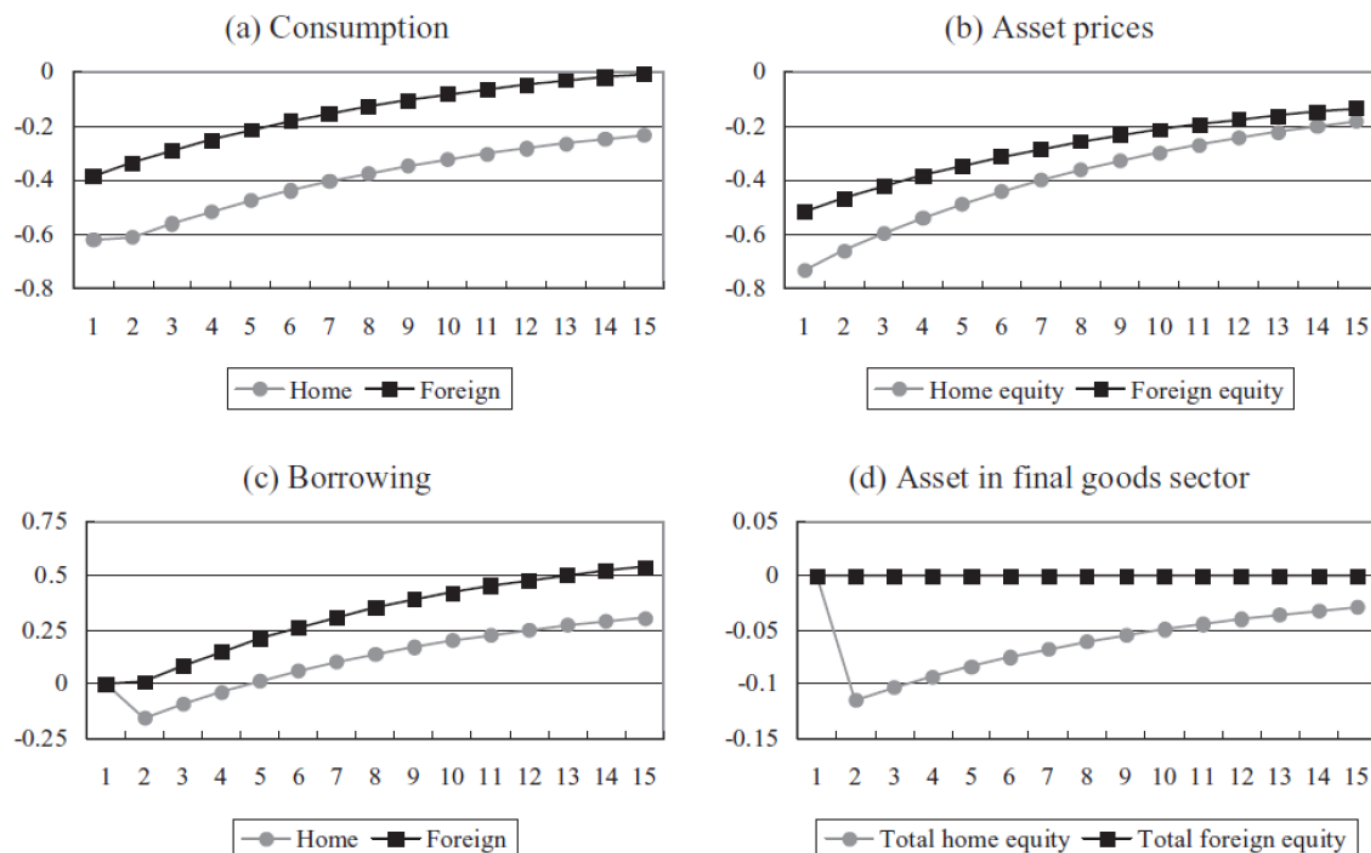 (a) Consumption
0
-0.2
-0.4
-0.6
-0.8
1 2 3 4 5 6 7 8 9 10 11 12 13 14 15
Home Foreign
(b) Asset prices
0
-0.2
-0.4
-0.6
-0.8
1 2 3 4 5 6 7 8 9 10 11 12 13 14 15
Home equity Foreign equity
(c) Borrowing
0.75
0.5
0.25
0
-0.25
1 2 3 4 5 6 7 8 9 10 11 12 13 14 15
Home Foreign
(d) Asset in final goods sector
0.05
0
-0.05
-0.1
-0.15
1 2 3 4 5 6 7 8 9 10 11 12 13 14 15
Total home equity Total foreign equity